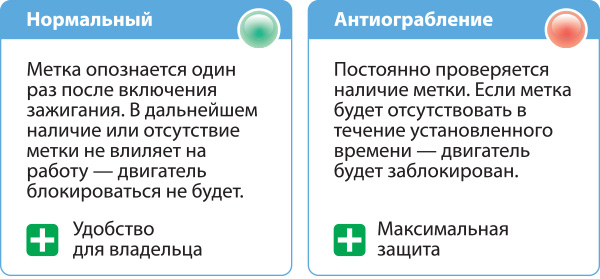 Нормальный
Метка опознается один
раз после включения
зажигания. В дальнейшем
наличие или отсутствие
метки не влиляет на
работу — двигатель
блокироваться не будет.
Удобство
для владельца
Антиограбление
Постоянно проверяется
наличие метки. Если метка
будет отсутствовать в
течение установленного
времени — двигатель
будет заблокирован.
Максимальная
защита